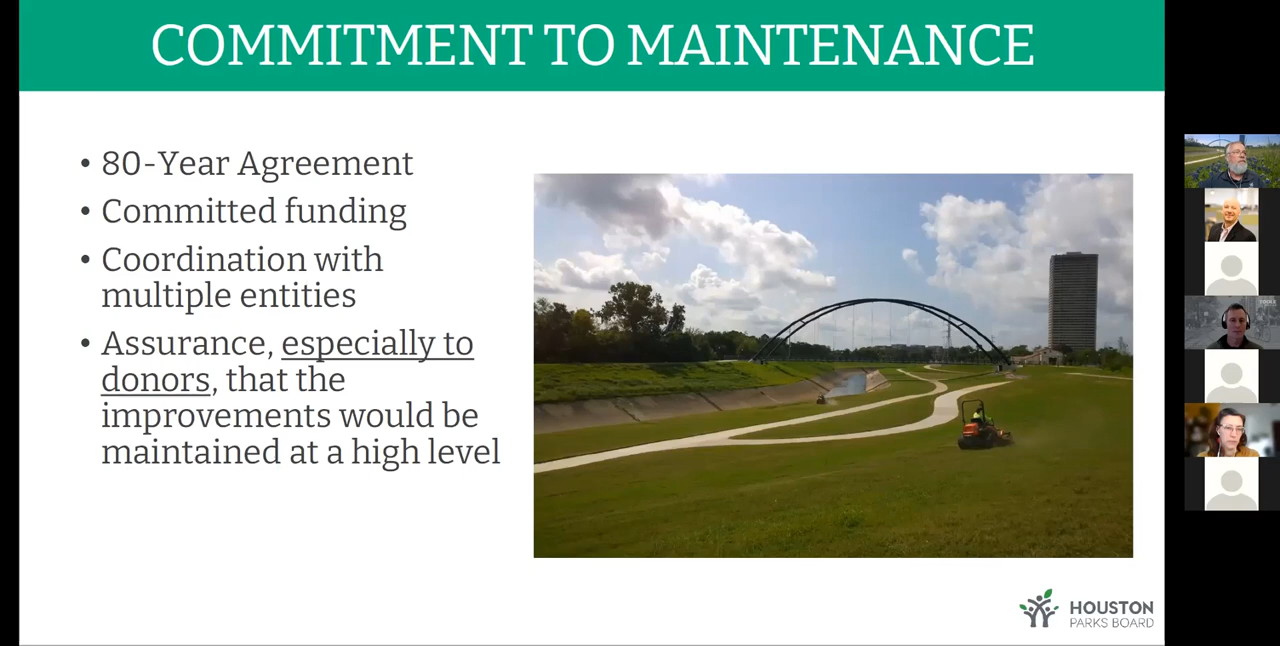 COMMITMENT TO MAINTENANCE
• 80-Year Agreement
• Committed funding
• Coordination with
multiple entities
• Assurance, especially to
donors, that the
improvements would be
maintained at a high level
HOUSTON
PARKS BOARD